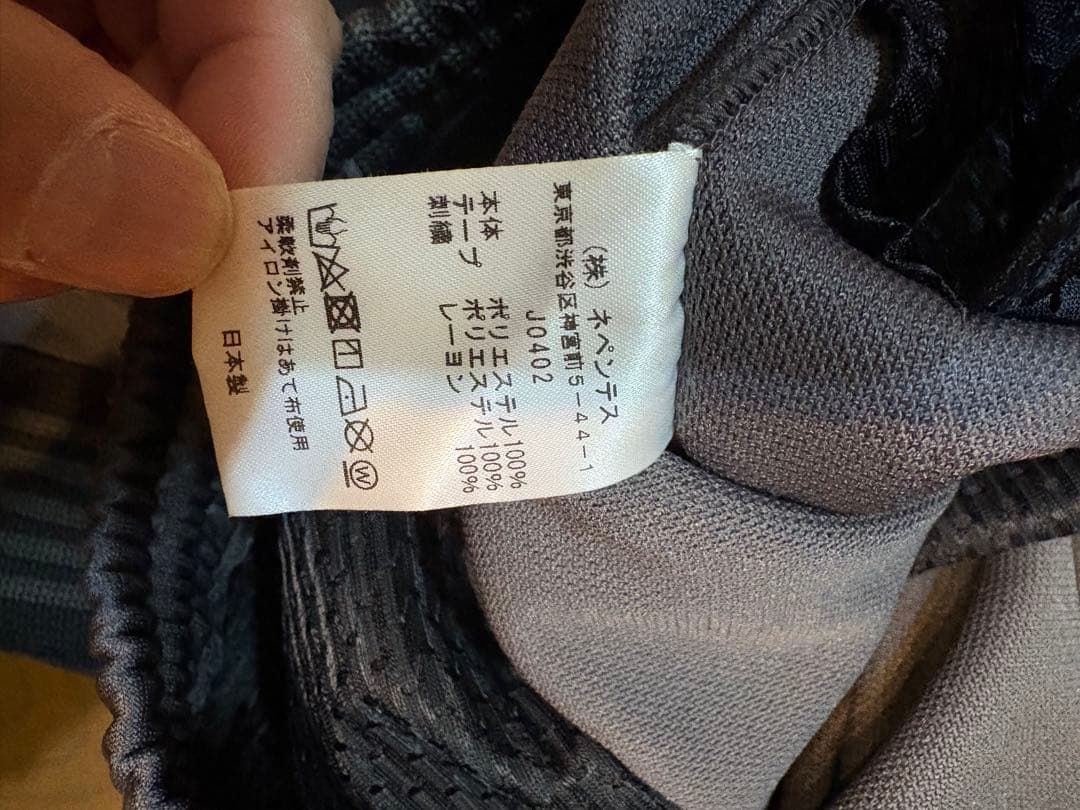 (株) ネペンテス
東京都渋谷区神宮前5-44-1
J0402
本体 ポリエステル100%
テープ ポリエステル100%
刺繍 レーヨン 100%
W
柔軟剤禁止
アイロン掛けはあて布使用
日本製